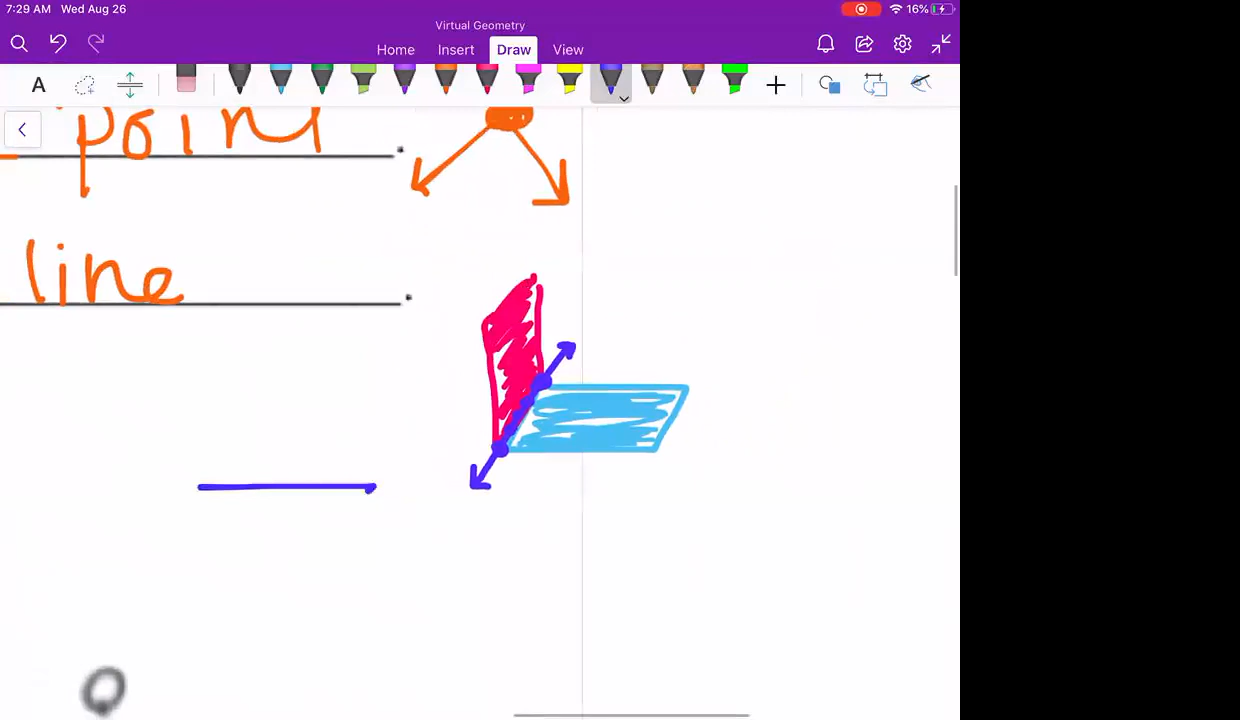 7:29 AM Wed Aug 26
16%
Virtual Geometry
Home Insert Draw View
A
point.
line.
Q